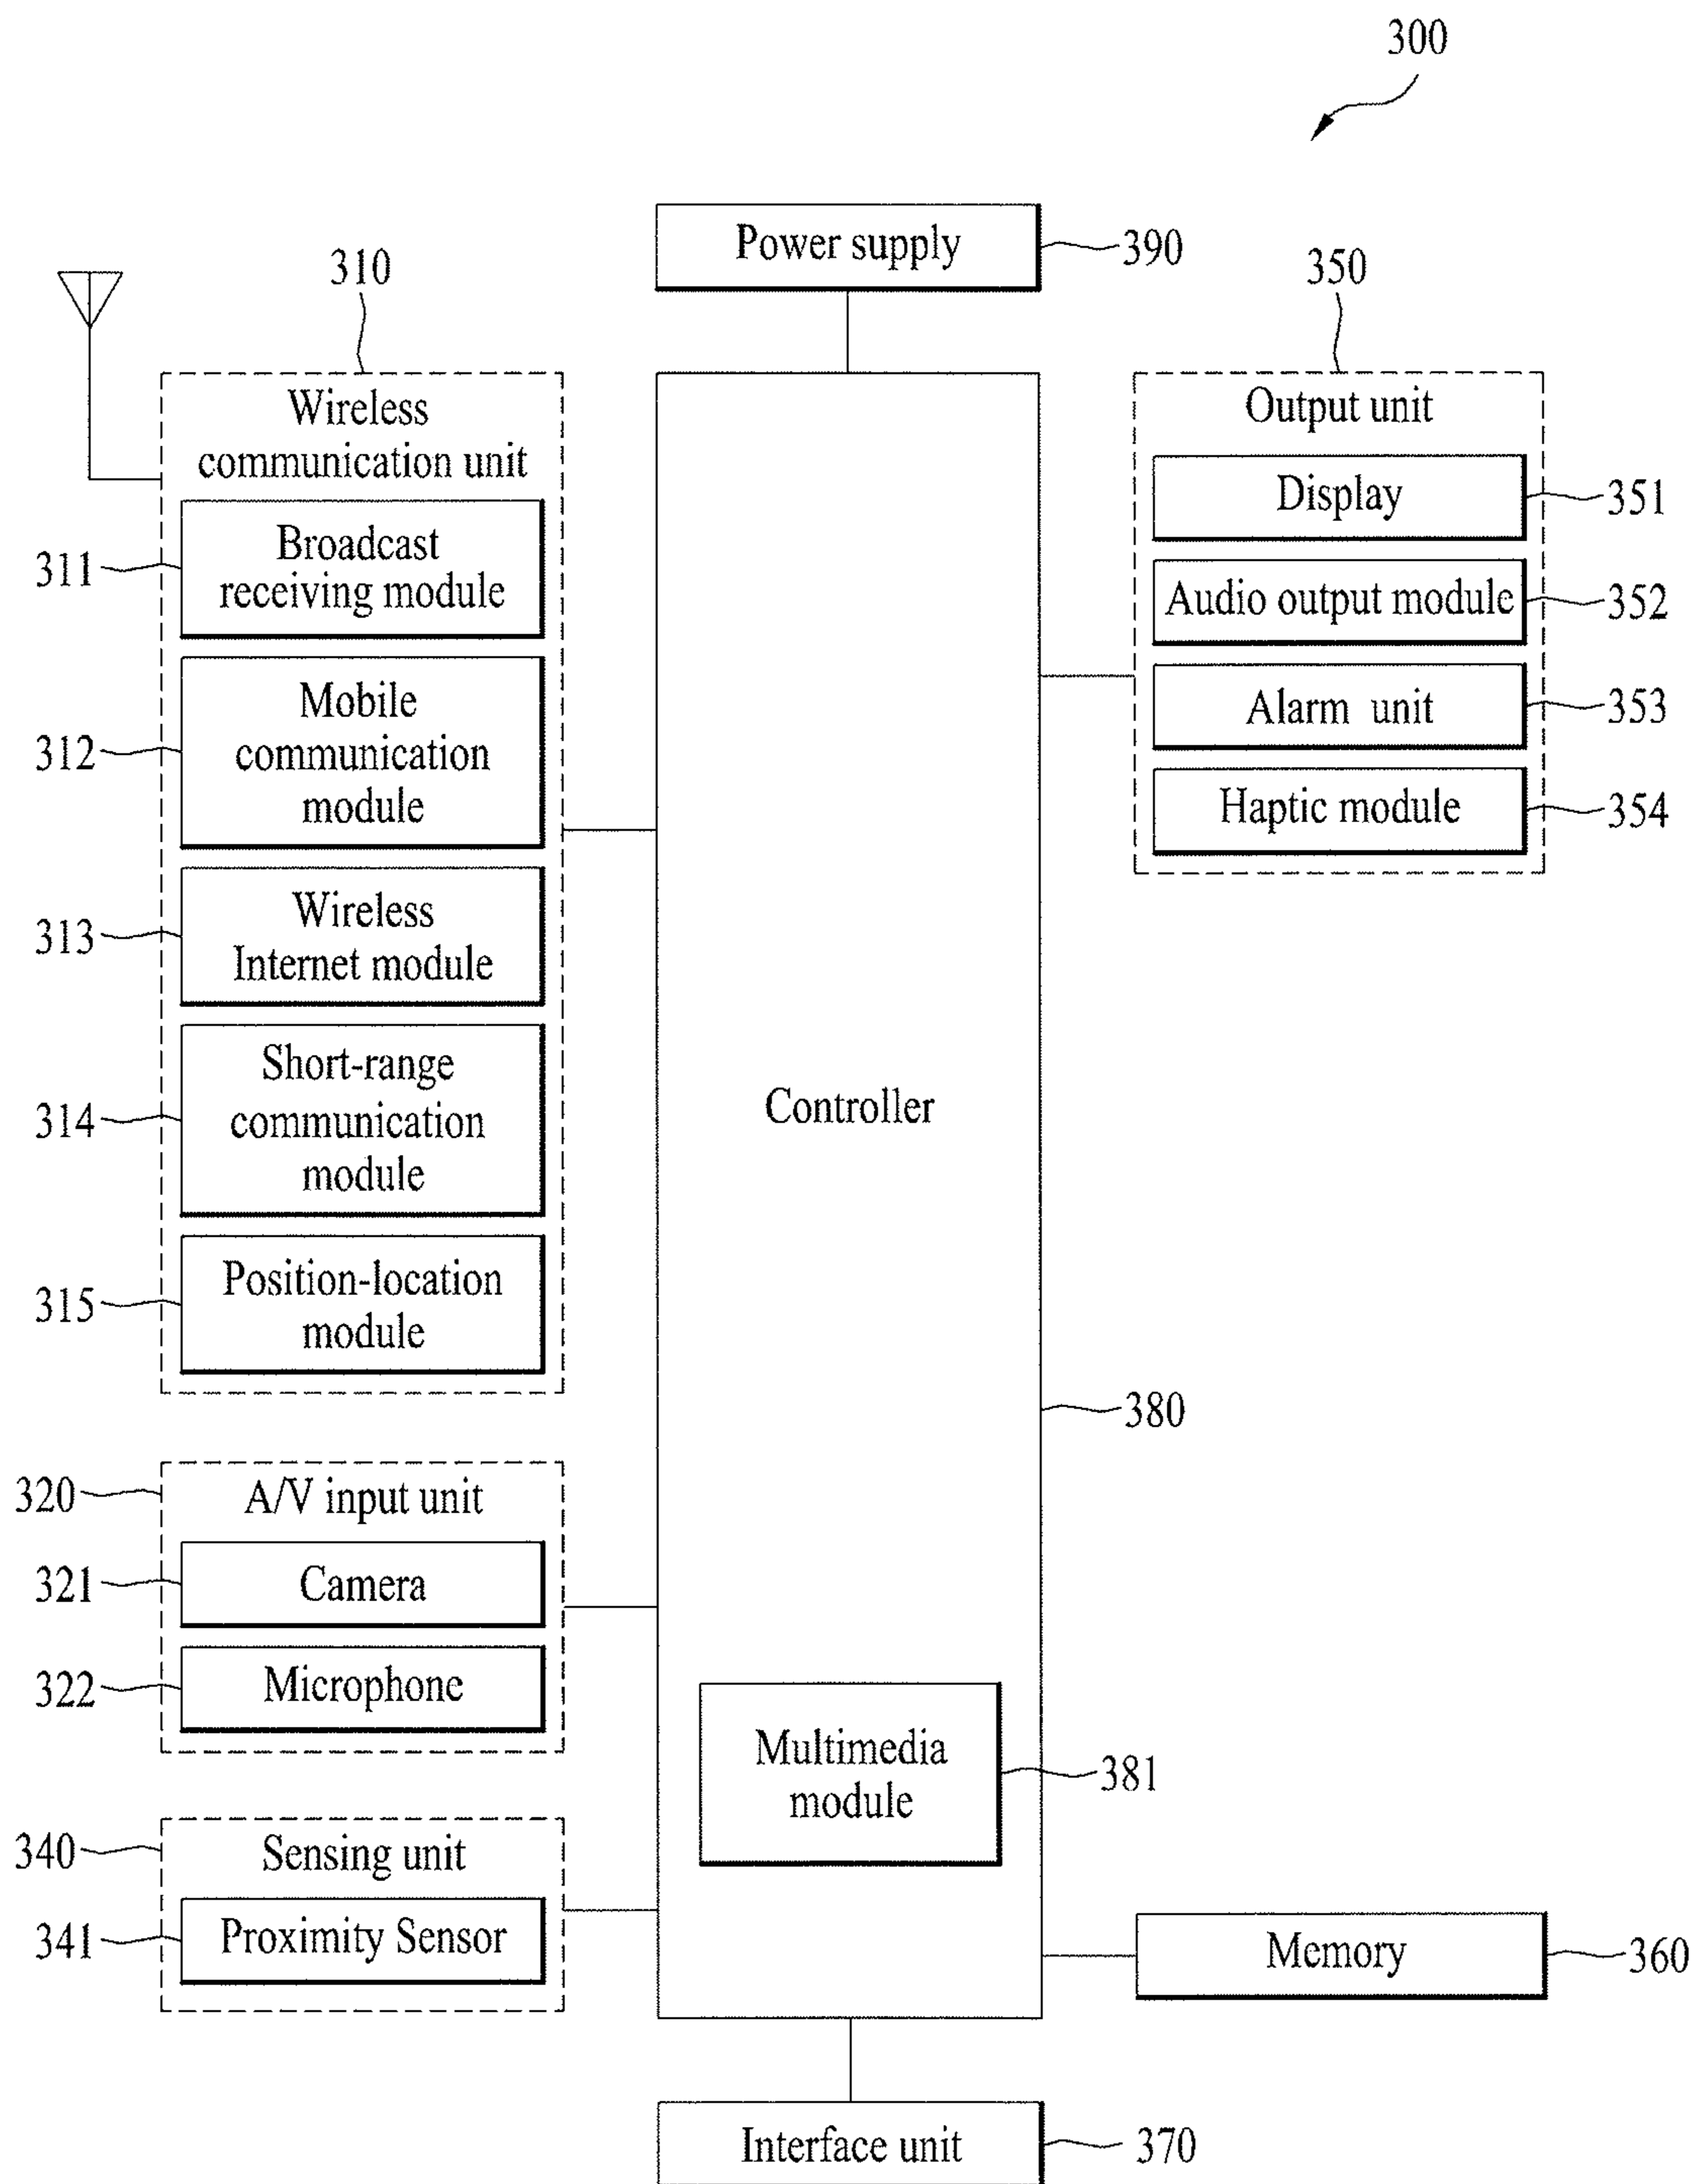 300
Power supply
390
310
Wireless
communication unit
311
Broadcast
receiving module
312
Mobile
communication
module
313
Wireless
Internet module
314
Short-range
communication
module
315
Position-location
module
320
A/V input unit
321
Camera
322
Microphone
340
Sensing unit
341
Proximity Sensor
Controller
380
Multimedia
module
381
350
Output unit
Display
351
Audio output module
352
Alarm unit
353
Haptic module
354
Memory
360
Interface unit
370